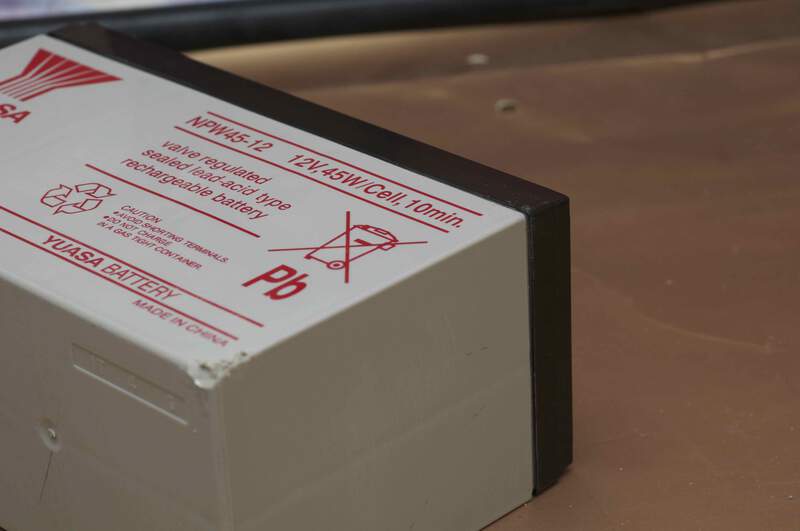 SA
NPW45-12 12V,45W/Cell, 10min.
valve regulated
sealed lead-acid type
rechargeable battery
CAUTION
•AVOID SHORTING TERMINALS.
•DO NOT CHARGE
IN A GAS TIGHT CONTAINER.
Pb
YUASA BATTERY
MADE IN CHINA